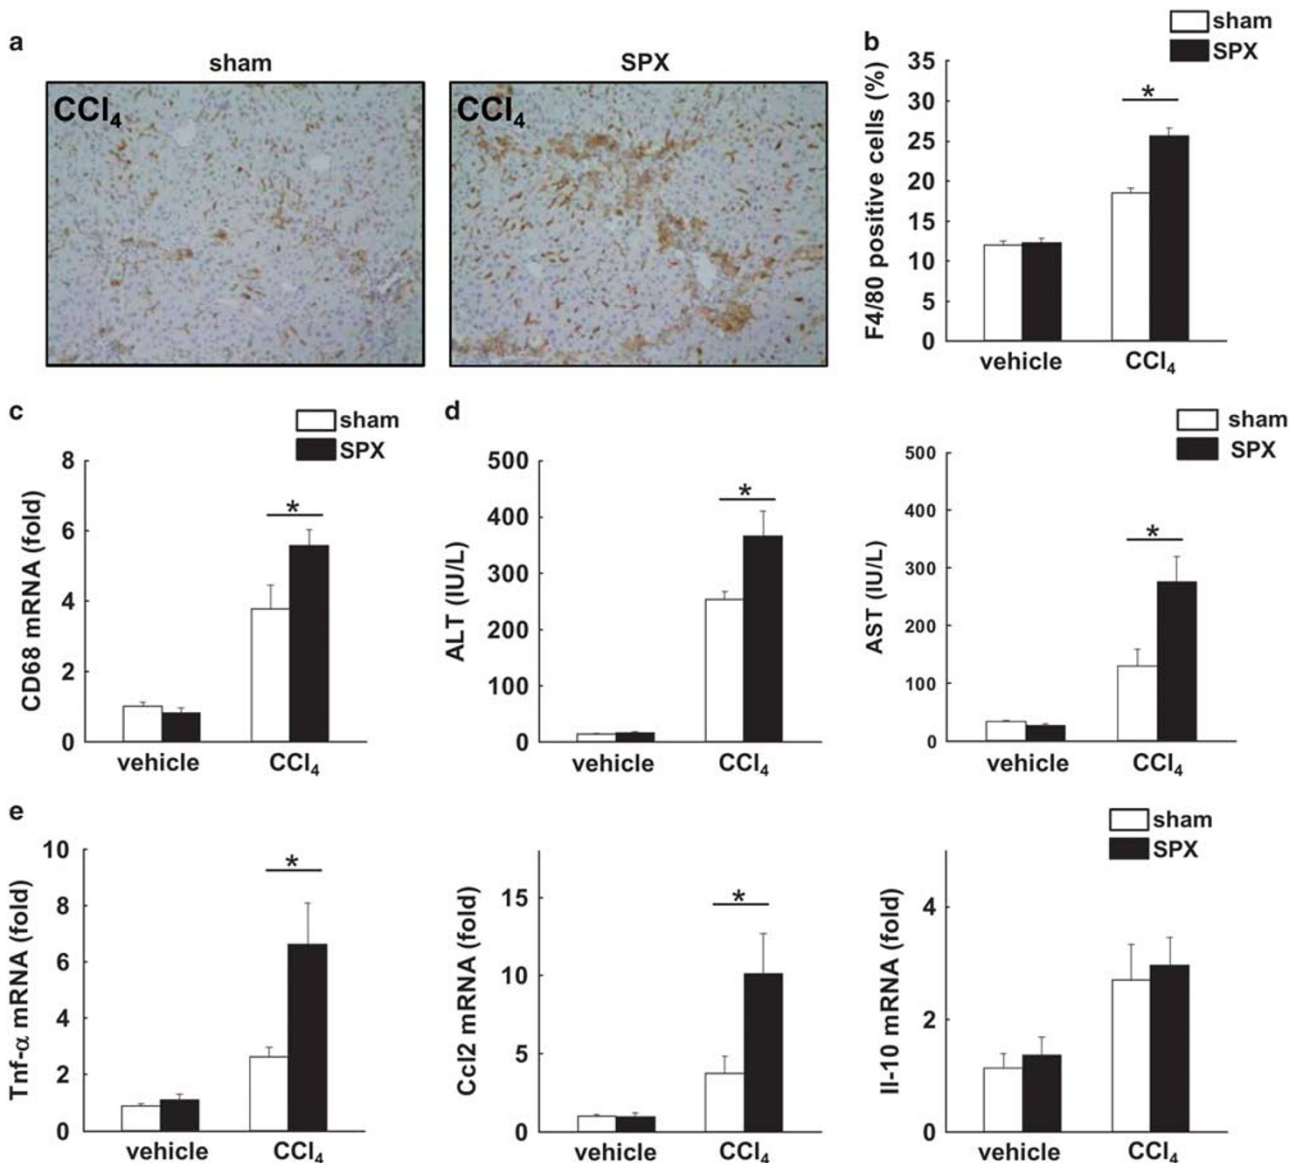 a
sham
SPX
CCl4
CCl4
b
sham
SPX
F4/80 positive cells (%)
35
30
25
20
15
10
5
0
*
vehicle
CCl4
c
sham
SPX
CD68 mRNA (fold)
8
6
4
2
0
*
vehicle
CCl4
d
ALT (IU/L)
500
400
300
200
100
0
*
vehicle
CCl4
sham
SPX
AST (IU/L)
500
400
300
200
100
0
*
vehicle
CCl4
e
Tnf-α mRNA (fold)
10
8
6
4
2
0
*
vehicle
CCl4
Ccl2 mRNA (fold)
15
10
5
0
*
vehicle
CCl4
sham
SPX
Il-10 mRNA (fold)
4
2
0
vehicle
CCl4